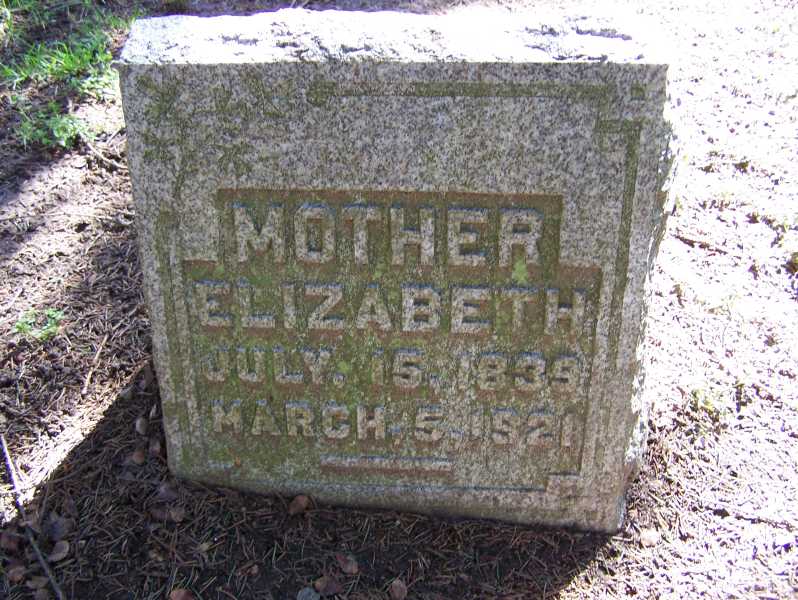 MOTHER
ELIZABETH
JULY. 15, 1839
MARCH. 5, 1921